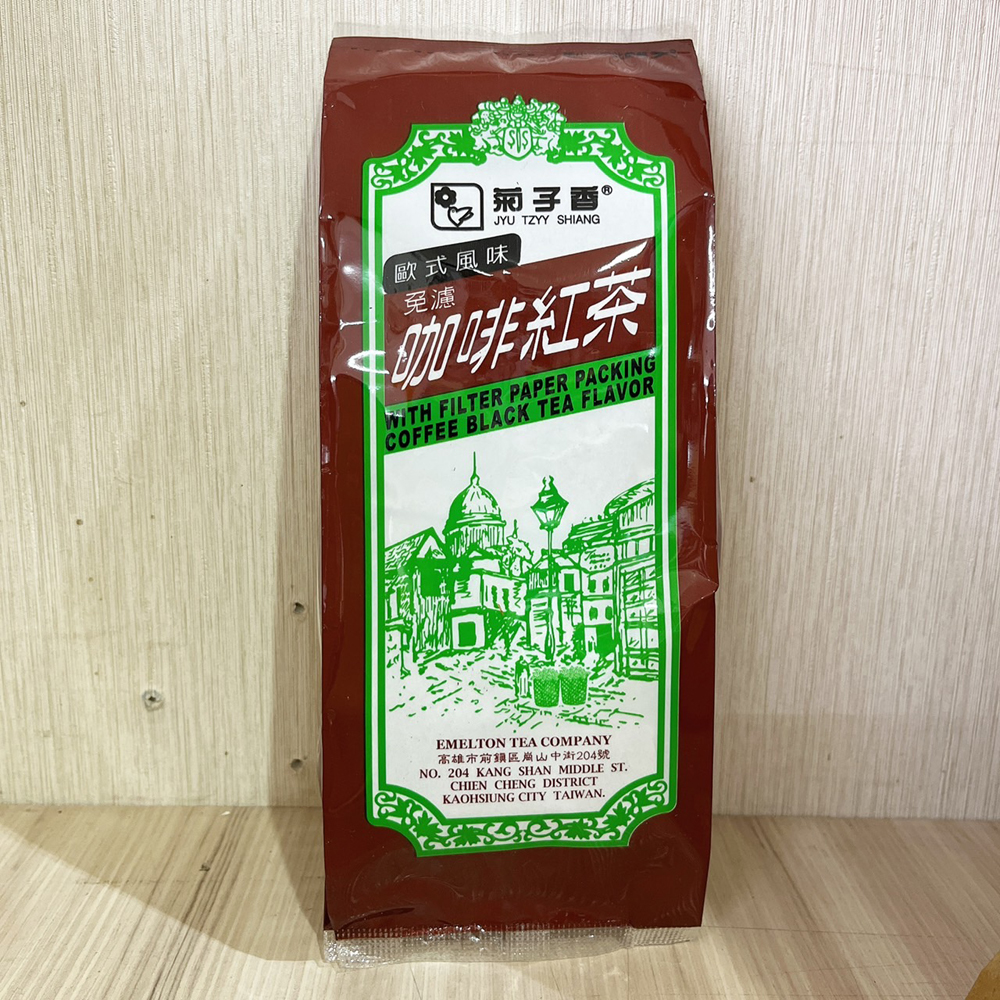 SS
菊子香®
JYU TZYY SHIANG
歐式風味
免濾
咖啡紅茶
WITH FILTER PAPER PACKING
COFFEE BLACK TEA FLAVOR
EMELTON TEA COMPANY
高雄市前鎮區崗山中街204號
NO. 204 KANG SHAN MIDDLE ST.
CHIEN CHENG DISTRICT
KAOHSIUNG CITY TAIWAN.